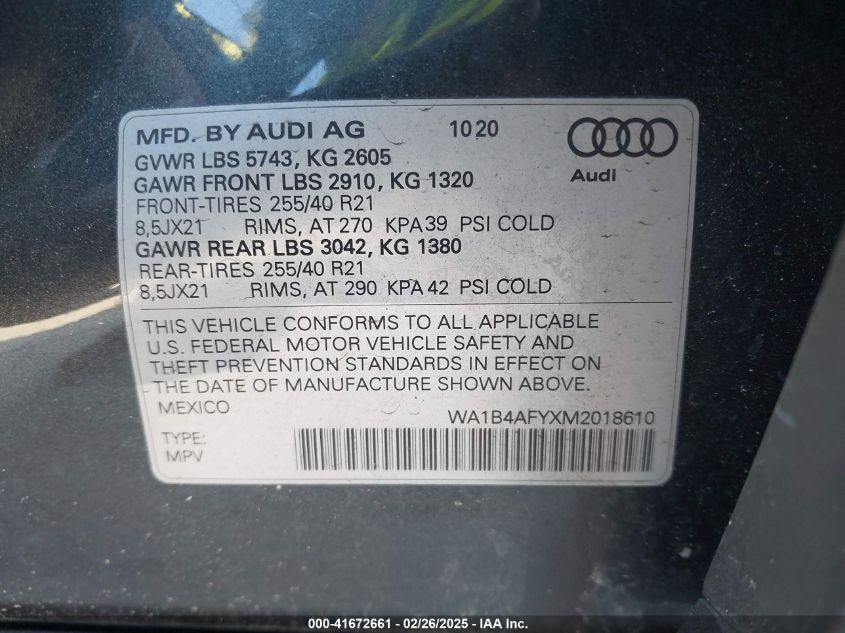 MFD. BY AUDI AG 1020
GVWR LBS 5743, KG 2605
GAWR FRONT LBS 2910, KG 1320
Audi
FRONT-TIRES 255/40 R21
8,5JX21 RIMS, AT 270 KPA 39 PSI COLD
GAWR REAR LBS 3042, KG 1380
REAR-TIRES 255/40 R21
8,5JX21 RIMS, AT 290 KPA 42 PSI COLD
THIS VEHICLE CONFORMS TO ALL APPLICABLE
U.S. FEDERAL MOTOR VEHICLE SAFETY AND
THEFT PREVENTION STANDARDS IN EFFECT ON
THE DATE OF MANUFACTURE SHOWN ABOVE.
MEXICO WA1B4AFYXM2018610
TYPE:
MPV
000-41672661 - 02/26/2025 - IAA Inc.